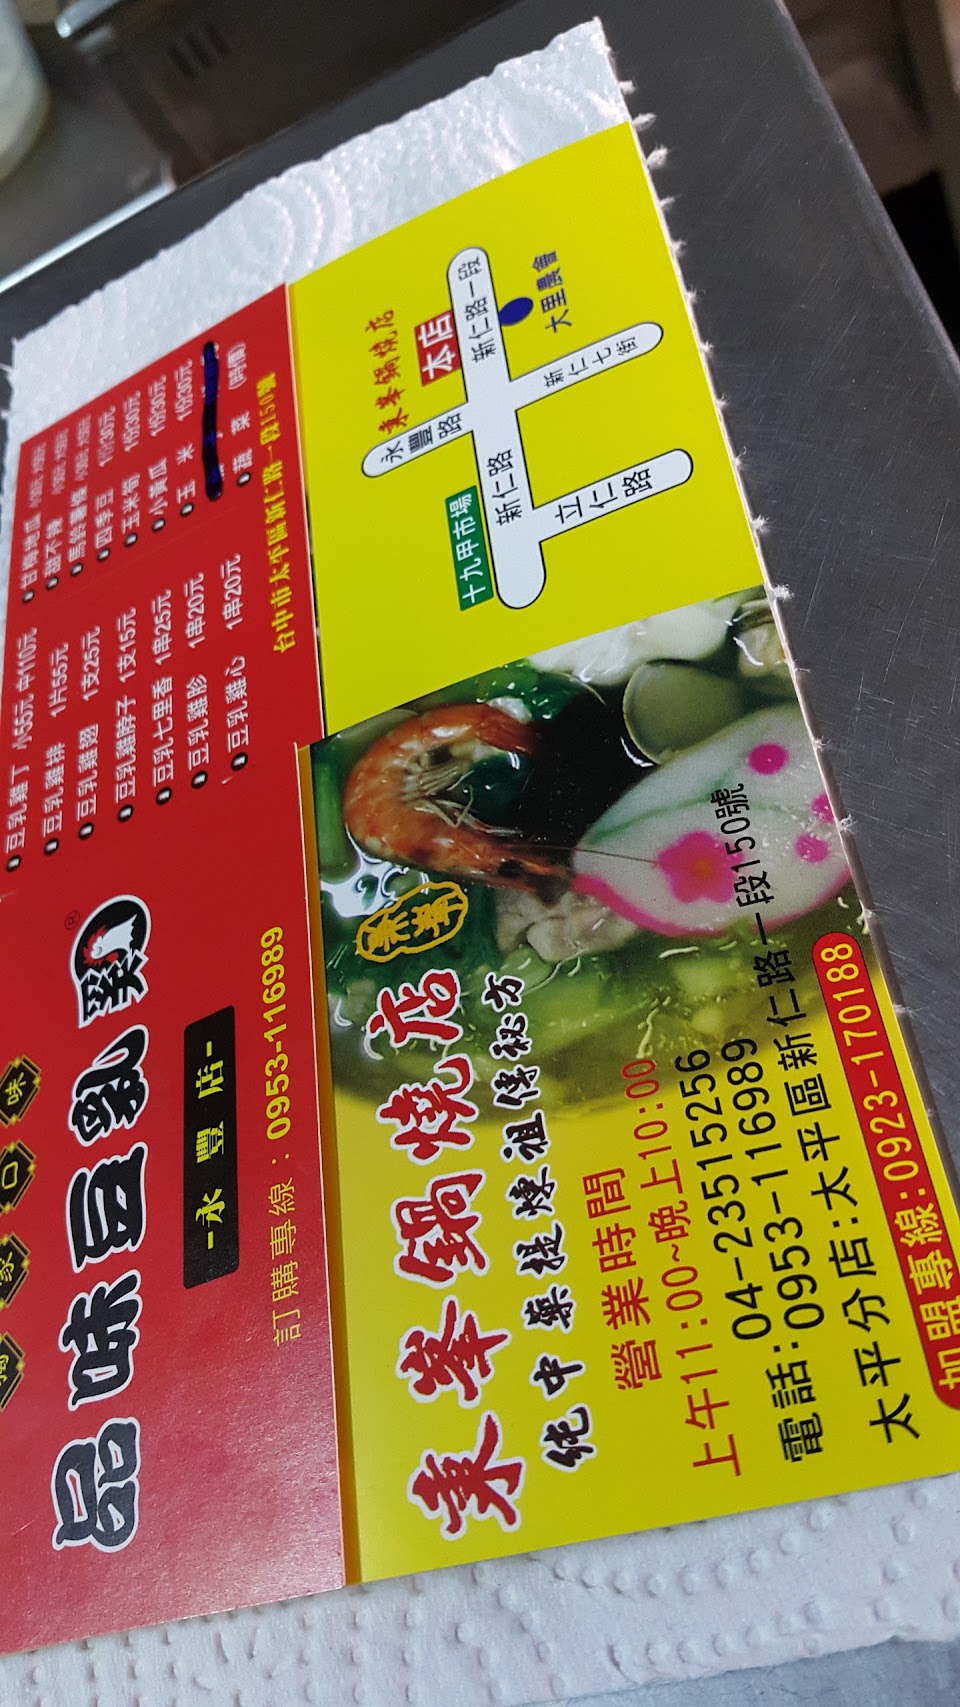 家
口
味
品味豆乳雞
®
-永豐店-
訂購專線：0953-116989
豆乳雞丁 小55元 中110元
豆乳雞排 1片55元
豆乳雞翅 1支25元
豆乳雞脖子 1支15元
豆乳七里香 1串25元
豆乳雞胗 1串20元
豆乳雞心 1串20元
甘梅地瓜
甜不辣
馬鈴薯條
四季豆 1份30元
玉米筍 1份30元
小黃瓜 1份30元
玉米 1份30元
蔬菜 (時價)
台中市太平區新仁路一段150號
東峯
東峯鍋燒店
純中藥提煉祖傳祕方
營業時間
上午11:00~晚上10:00
04-23515256
電話:0953-116989
太平分店:太平區新仁路一段150號
加盟專線:0923-170188
東峯鍋燒店
本店
新仁路一段
大里農會
新仁七街
永豐路
新仁路
立仁路
十九甲市場